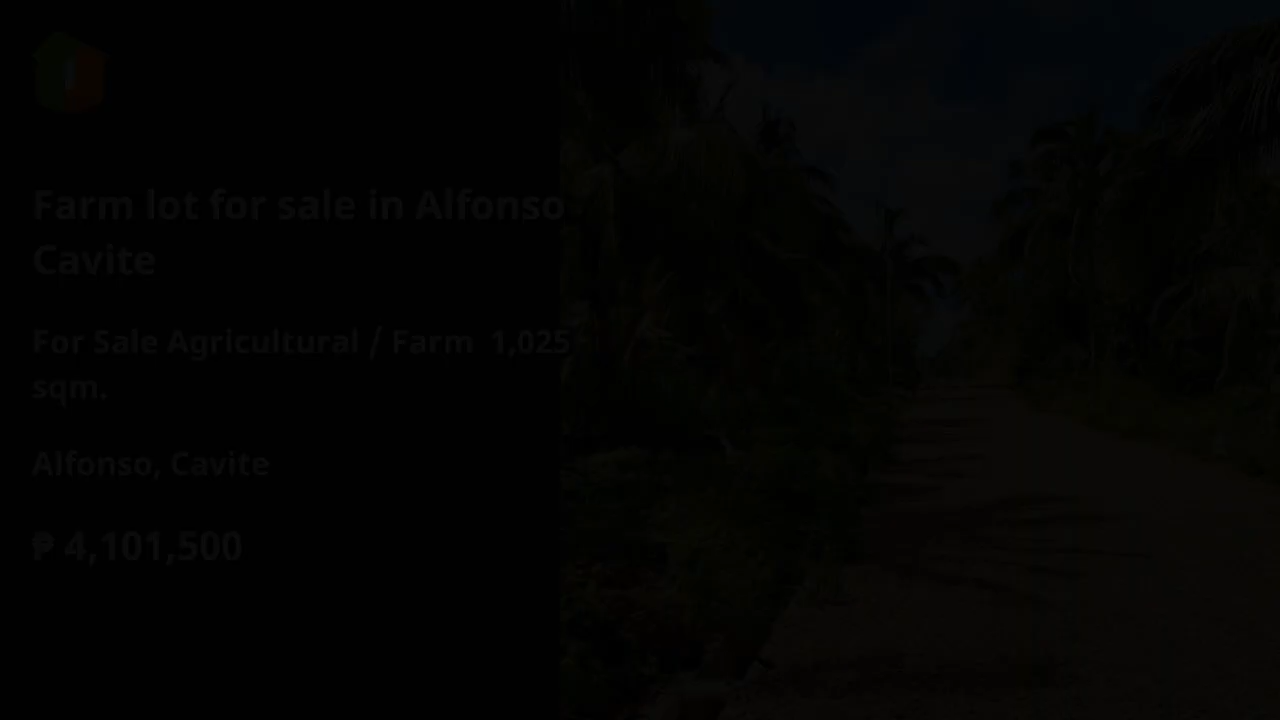 Farm lot for sale in Alfonso
Cavite
For Sale Agricultural / Farm 1,025
sqm.
Alfonso, Cavite
₱ 4,101,500